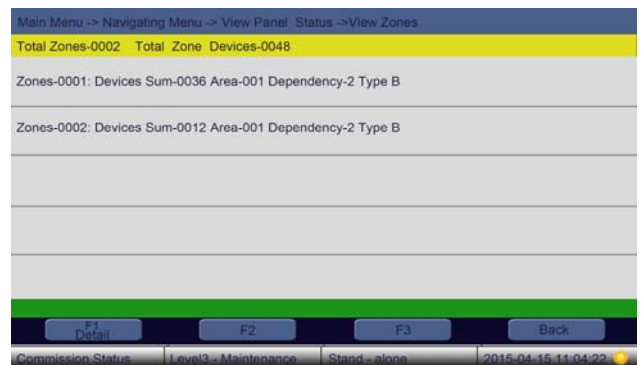 Main Menu -> Navigating Menu -> View Panel Status ->View Zones
Total Zones-0002 Total Zone Devices-0048
Zones-0001: Devices Sum-0036 Area-001 Dependency-2 Type B
Zones-0002: Devices Sum-0012 Area-001 Dependency-2 Type B
F1 Detail F2 F3 Back
Commission Status Level3 - Maintenance Stand - alone 2015-04-15 11:04:22